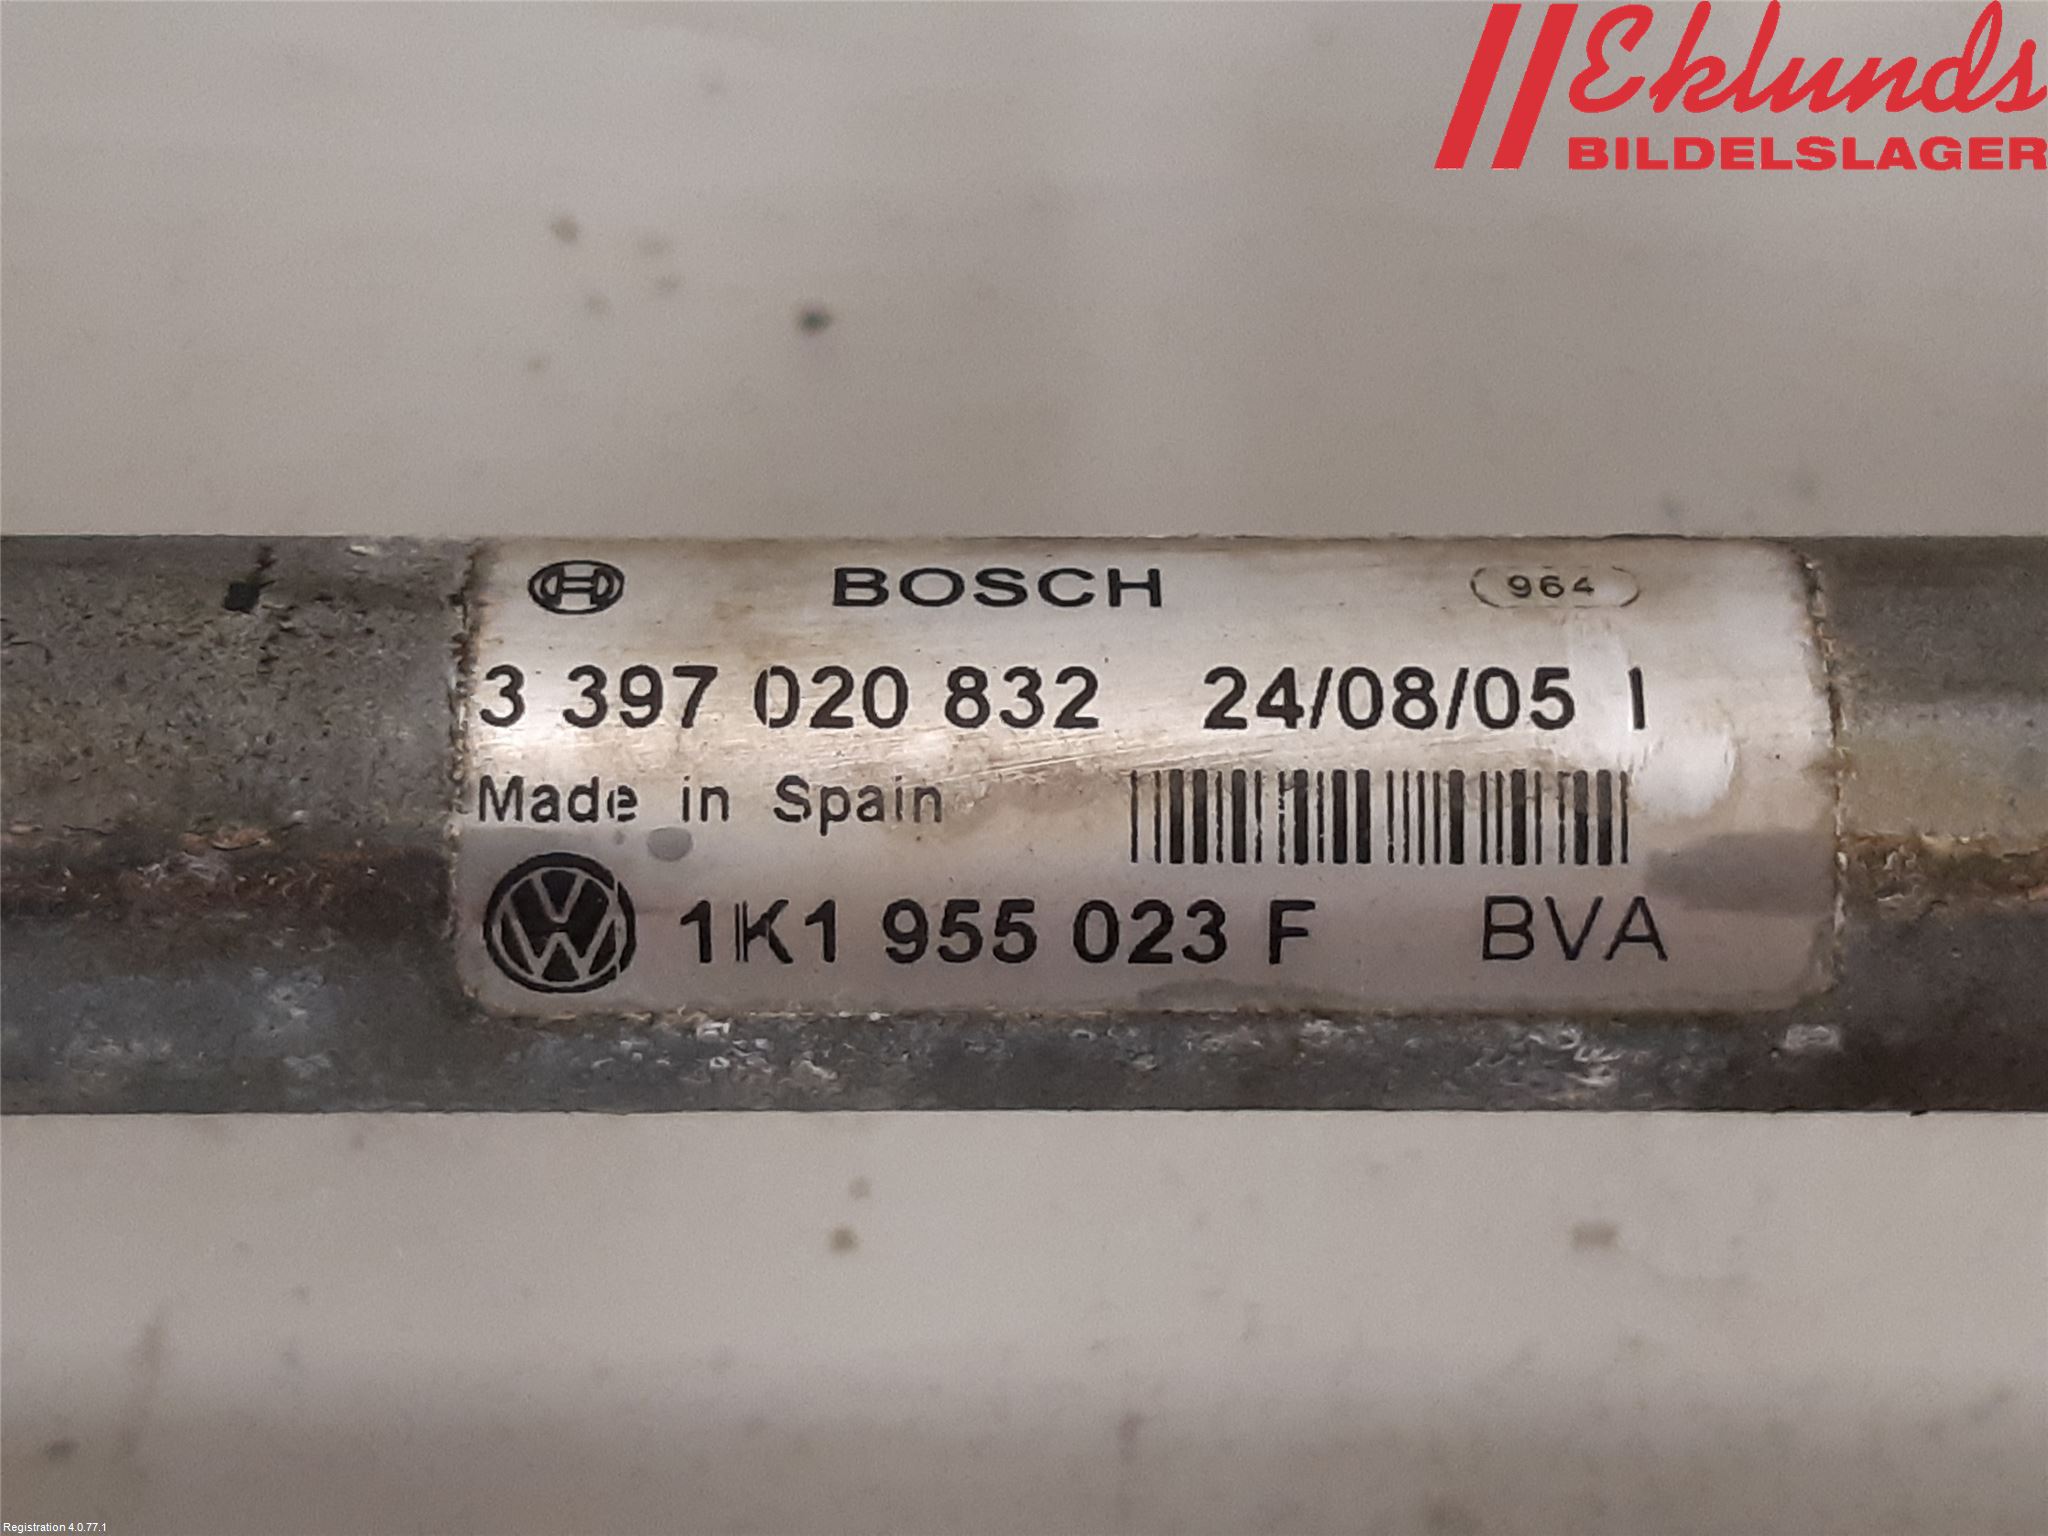 Eklunds
BILDELSLAGER
BOSCH 964
3 397 020 832 24/08/05 I
Made in Spain
VW 1K1 955 023 F BVA
Registration 4.0.77.1